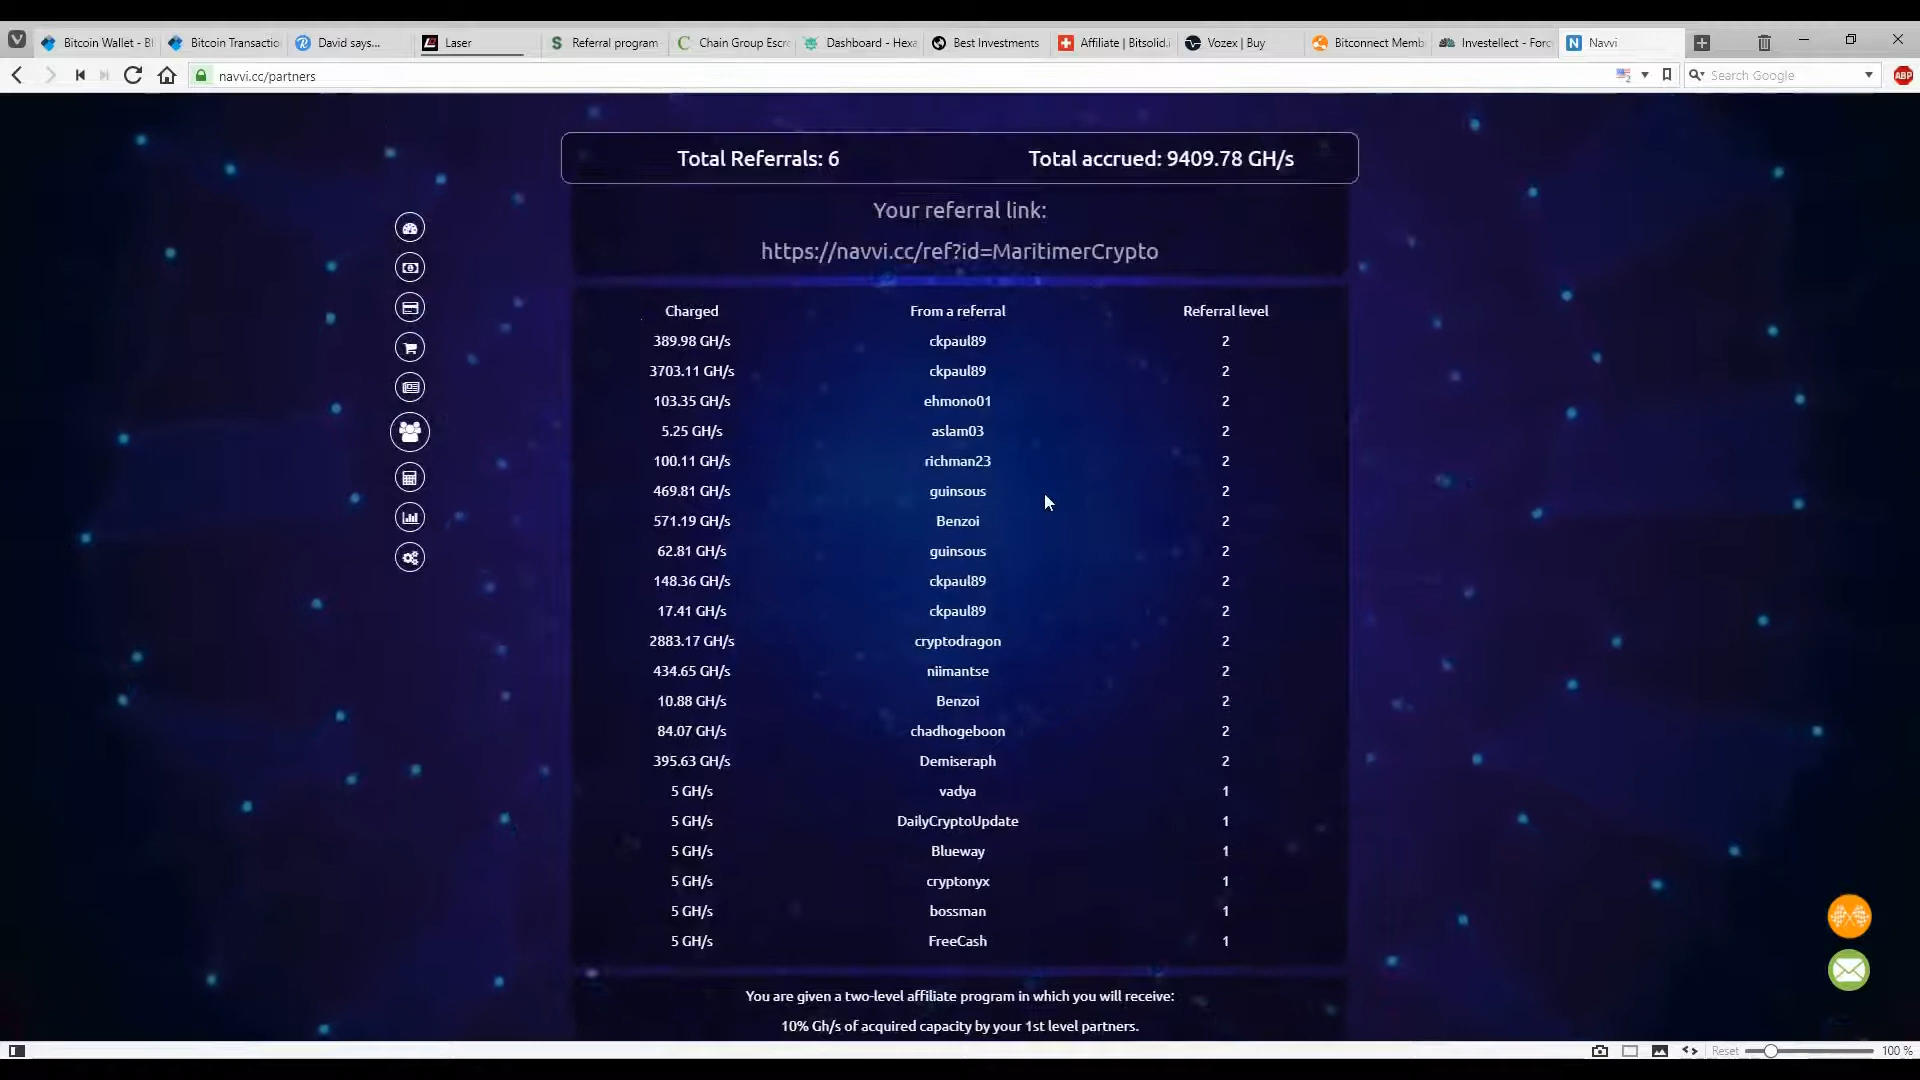 Bitcoin Wallet - Bl
Bitcoin Transactio
David says...
Laser
Referral program
Chain Group Escr
Dashboard - Hexa
Best Investments
Affiliate | Bitsolid.i
Vozex | Buy
Bitconnect Memb
Investellect - Forc
Navvi
navvi.cc/partners
Search Google
ABP
Total Referrals: 6
Total accrued: 9409.78 GH/s
Your referral link:
https://navvi.cc/ref?id=MaritimerCrypto
Charged From a referral Referral level
389.98 GH/s ckpaul89 2
3703.11 GH/s ckpaul89 2
103.35 GH/s ehmono01 2
5.25 GH/s aslam03 2
100.11 GH/s richman23 2
469.81 GH/s guinsous 2
571.19 GH/s Benzoi 2
62.81 GH/s guinsous 2
148.36 GH/s ckpaul89 2
17.41 GH/s ckpaul89 2
2883.17 GH/s cryptodragon 2
434.65 GH/s niimantse 2
10.88 GH/s Benzoi 2
84.07 GH/s chadhogeboon 2
395.63 GH/s Demiseraph 2
5 GH/s vadya 1
5 GH/s DailyCryptoUpdate 1
5 GH/s Blueway 1
5 GH/s cryptonyx 1
5 GH/s bossman 1
5 GH/s FreeCash 1
You are given a two-level affiliate program in which you will receive:
10% Gh/s of acquired capacity by your 1st level partners.
Reset 100 %